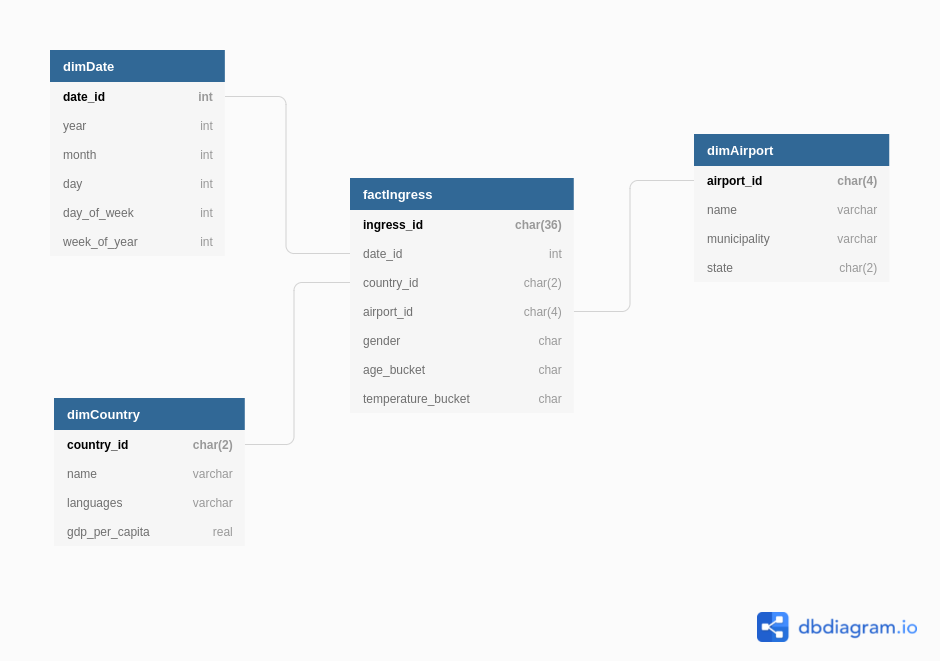 dimDate
date_id int
year int
month int
day int
day_of_week int
week_of_year int
factIngress
ingress_id char(36)
date_id int
country_id char(2)
airport_id char(4)
gender char
age_bucket char
temperature_bucket char
dimAirport
airport_id char(4)
name varchar
municipality varchar
state char(2)
dimCountry
country_id char(2)
name varchar
languages varchar
gdp_per_capita real
dbdiagram.io